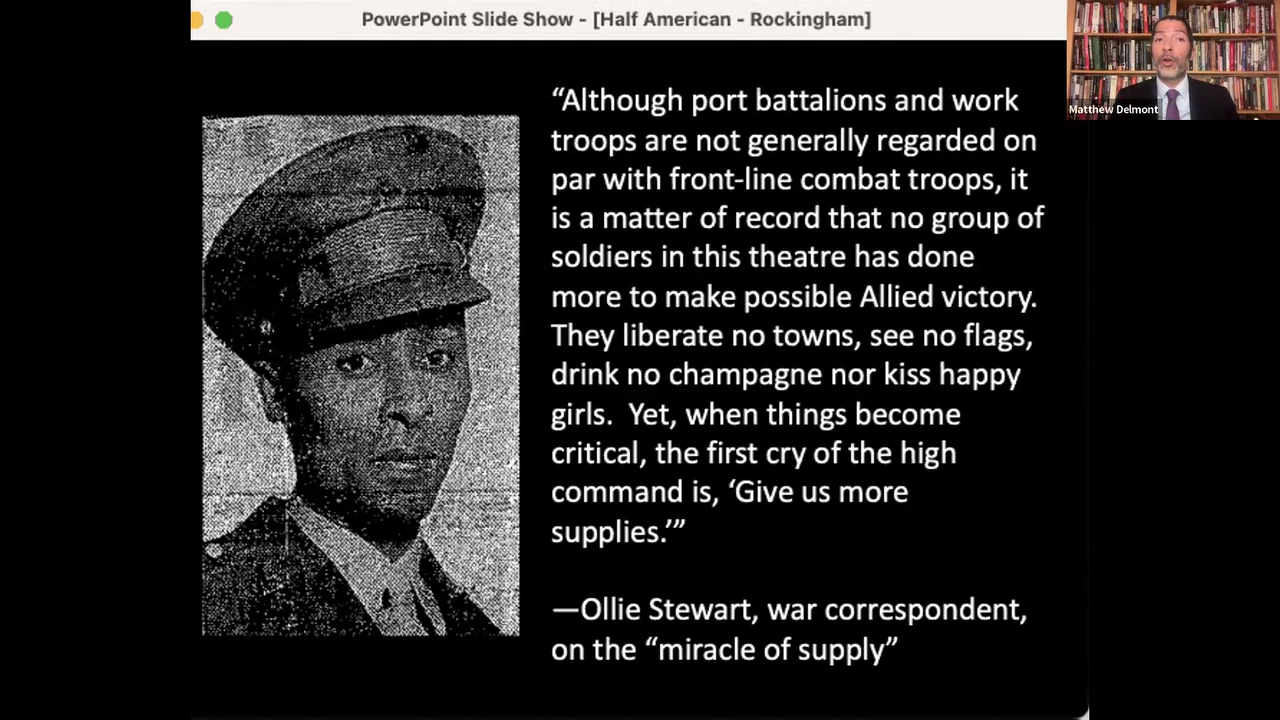 PowerPoint Slide Show - [Half American - Rockingham]
Matthew Delmont
“Although port battalions and work
troops are not generally regarded on
par with front-line combat troops, it
is a matter of record that no group of
soldiers in this theatre has done
more to make possible Allied victory.
They liberate no towns, see no flags,
drink no champagne nor kiss happy
girls.  Yet, when things become
critical, the first cry of the high
command is, ‘Give us more
supplies.’”
—Ollie Stewart, war correspondent,
on the “miracle of supply”